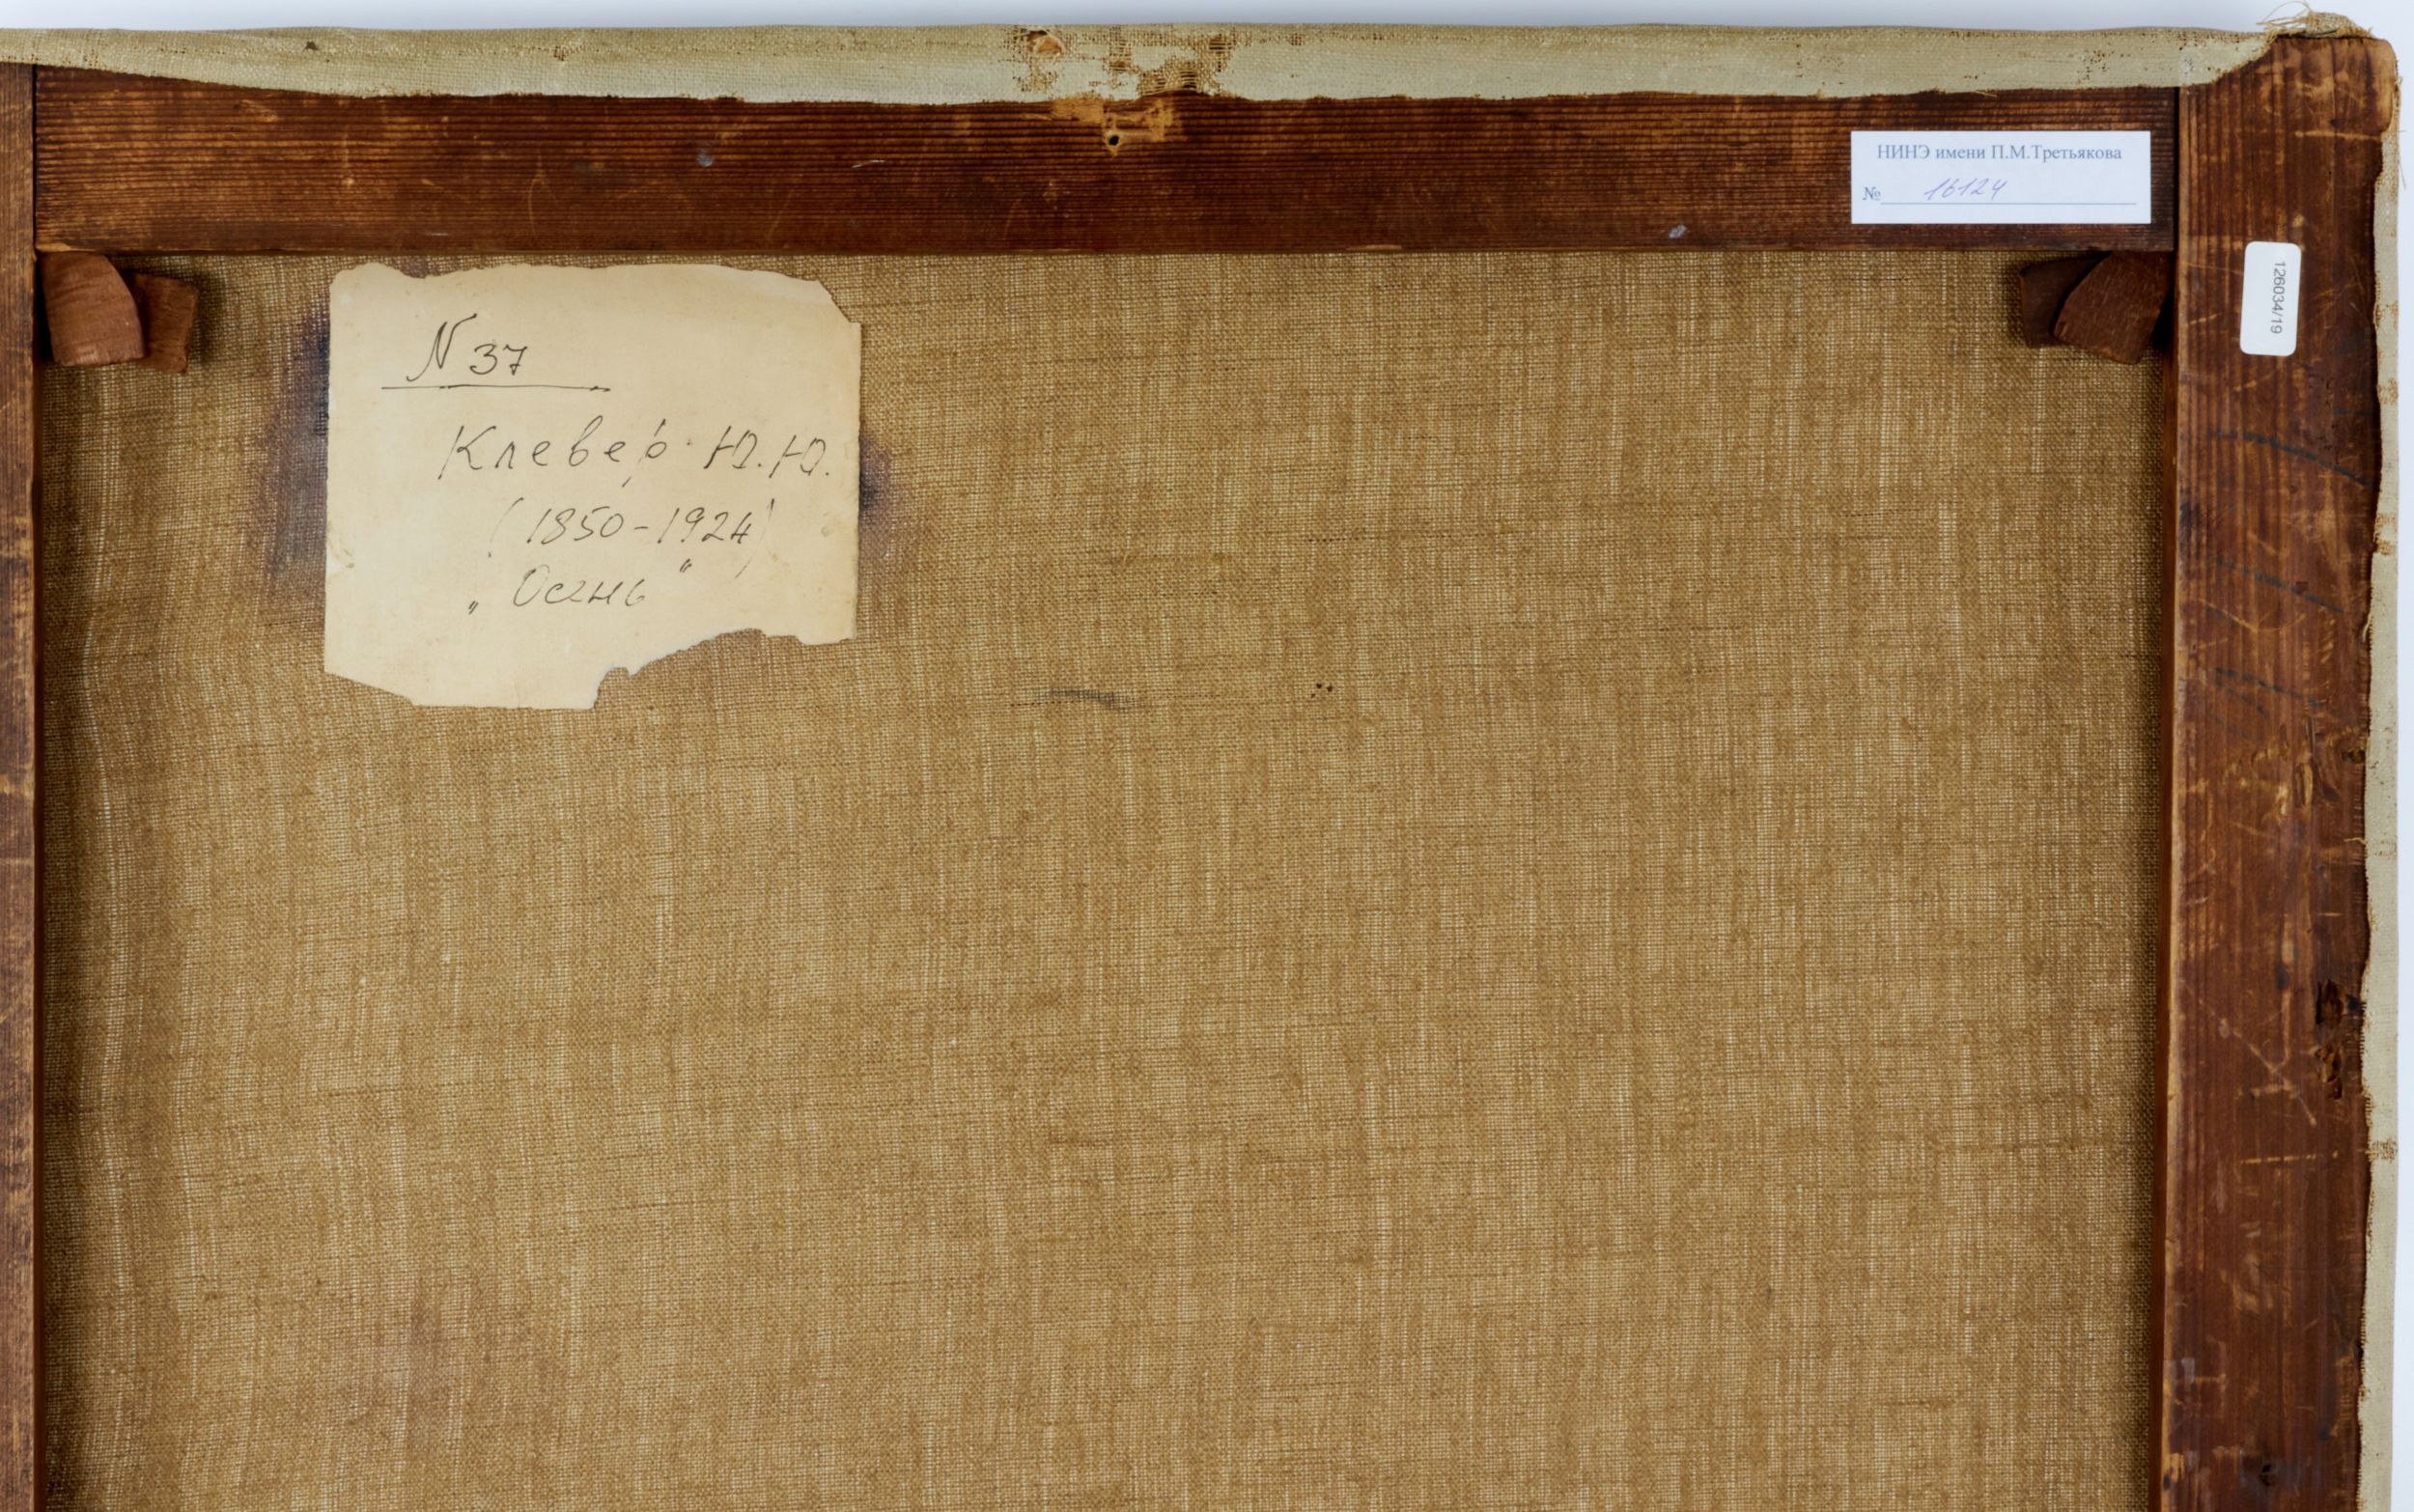 N 37
Клевер Ю.Ю.
(1850-1924)
„Осень"
НИНЭ имени П.М.Третьякова
№ 16124
126034/19